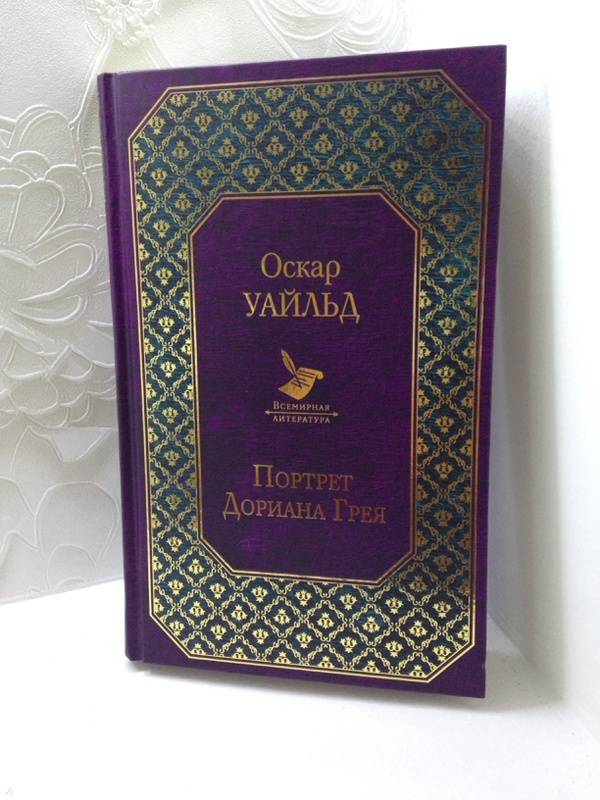 Оскар
УАЙЛЬД
Всемирная
литература
Портрет
Дориана Грея